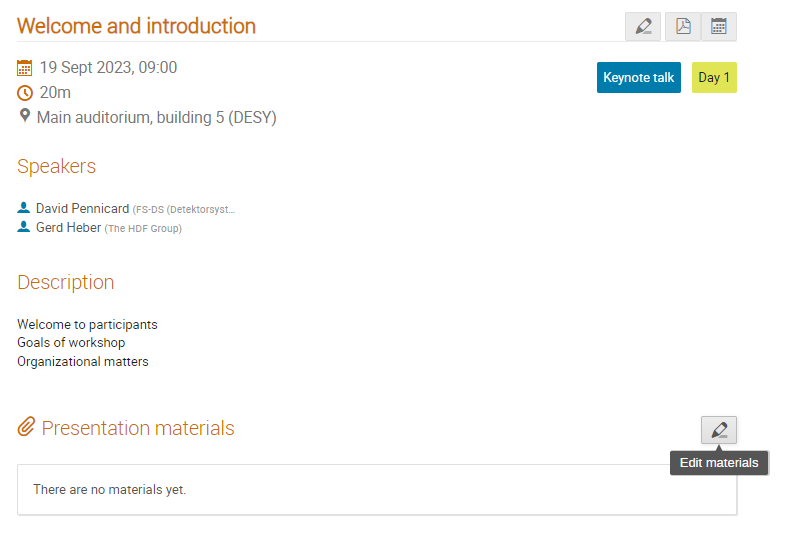 Welcome and introduction
19 Sept 2023, 09:00
20m
Main auditorium, building 5 (DESY)
Keynote talk
Day 1
Speakers
David Pennicard (FS-DS (Detektorsyst...
Gerd Heber (The HDF Group)
Description
Welcome to participants
Goals of workshop
Organizational matters
Presentation materials
Edit materials
There are no materials yet.